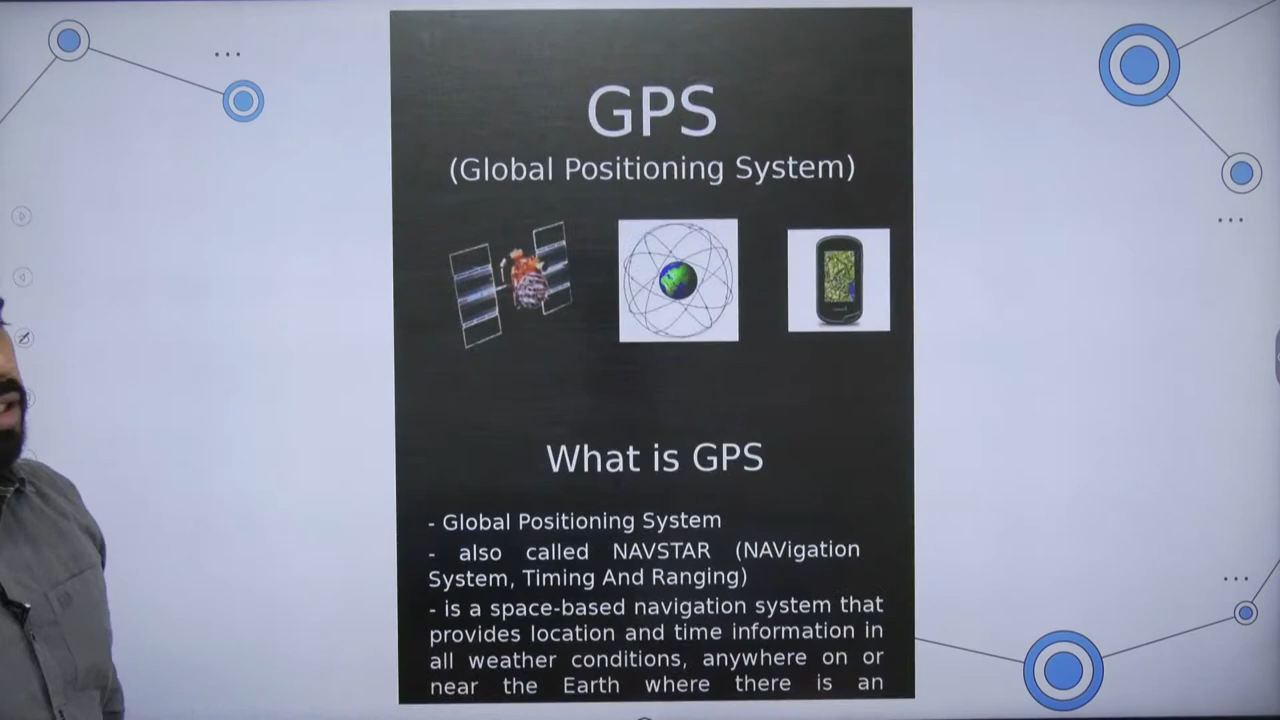 GPS
(Global Positioning System)
What is GPS
- Global Positioning System
- also called NAVSTAR (NAVigation
System, Timing And Ranging)
- is a space-based navigation system that
provides location and time information in
all weather conditions, anywhere on or
near the Earth where there is an